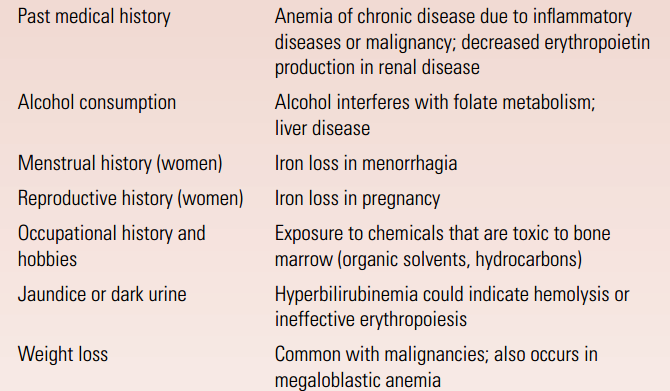 Past medical history Anemia of chronic disease due to inflammatory
diseases or malignancy; decreased erythropoietin
production in renal disease
Alcohol consumption Alcohol interferes with folate metabolism;
liver disease
Menstrual history (women) Iron loss in menorrhagia
Reproductive history (women) Iron loss in pregnancy
Occupational history and Exposure to chemicals that are toxic to bone
hobbies marrow (organic solvents, hydrocarbons)
Jaundice or dark urine Hyperbilirubinemia could indicate hemolysis or
ineffective erythropoiesis
Weight loss Common with malignancies; also occurs in
megaloblastic anemia